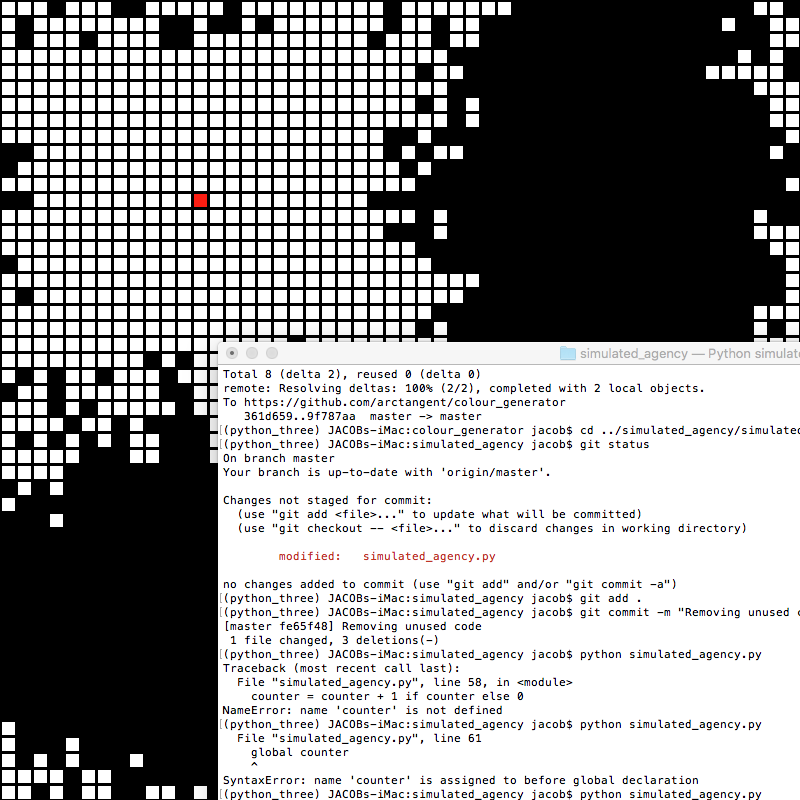 simulated_agency — Python simulat
Total 8 (delta 2), reused 0 (delta 0)
remote: Resolving deltas: 100% (2/2), completed with 2 local objects.
To https://github.com/arctangent/colour_generator
   361d659..9f787aa  master -> master
[(python_three) JACOBs-iMac:colour_generator jacob$ cd ../simulated_agency/simulate
[(python_three) JACOBs-iMac:simulated_agency jacob$ git status
On branch master
Your branch is up-to-date with 'origin/master'.
Changes not staged for commit:
  (use "git add <file>..." to update what will be committed)
  (use "git checkout -- <file>..." to discard changes in working directory)
        modified:   simulated_agency.py
no changes added to commit (use "git add" and/or "git commit -a")
[(python_three) JACOBs-iMac:simulated_agency jacob$ git add .
[(python_three) JACOBs-iMac:simulated_agency jacob$ git commit -m "Removing unused c
[master fe65f48] Removing unused code
 1 file changed, 3 deletions(-)
[(python_three) JACOBs-iMac:simulated_agency jacob$ python simulated_agency.py
Traceback (most recent call last):
  File "simulated_agency.py", line 58, in <module>
    counter = counter + 1 if counter else 0
NameError: name 'counter' is not defined
[(python_three) JACOBs-iMac:simulated_agency jacob$ python simulated_agency.py
  File "simulated_agency.py", line 61
    global counter
    ^
SyntaxError: name 'counter' is assigned to before global declaration
[(python_three) JACOBs-iMac:simulated_agency jacob$ python simulated_agency.py